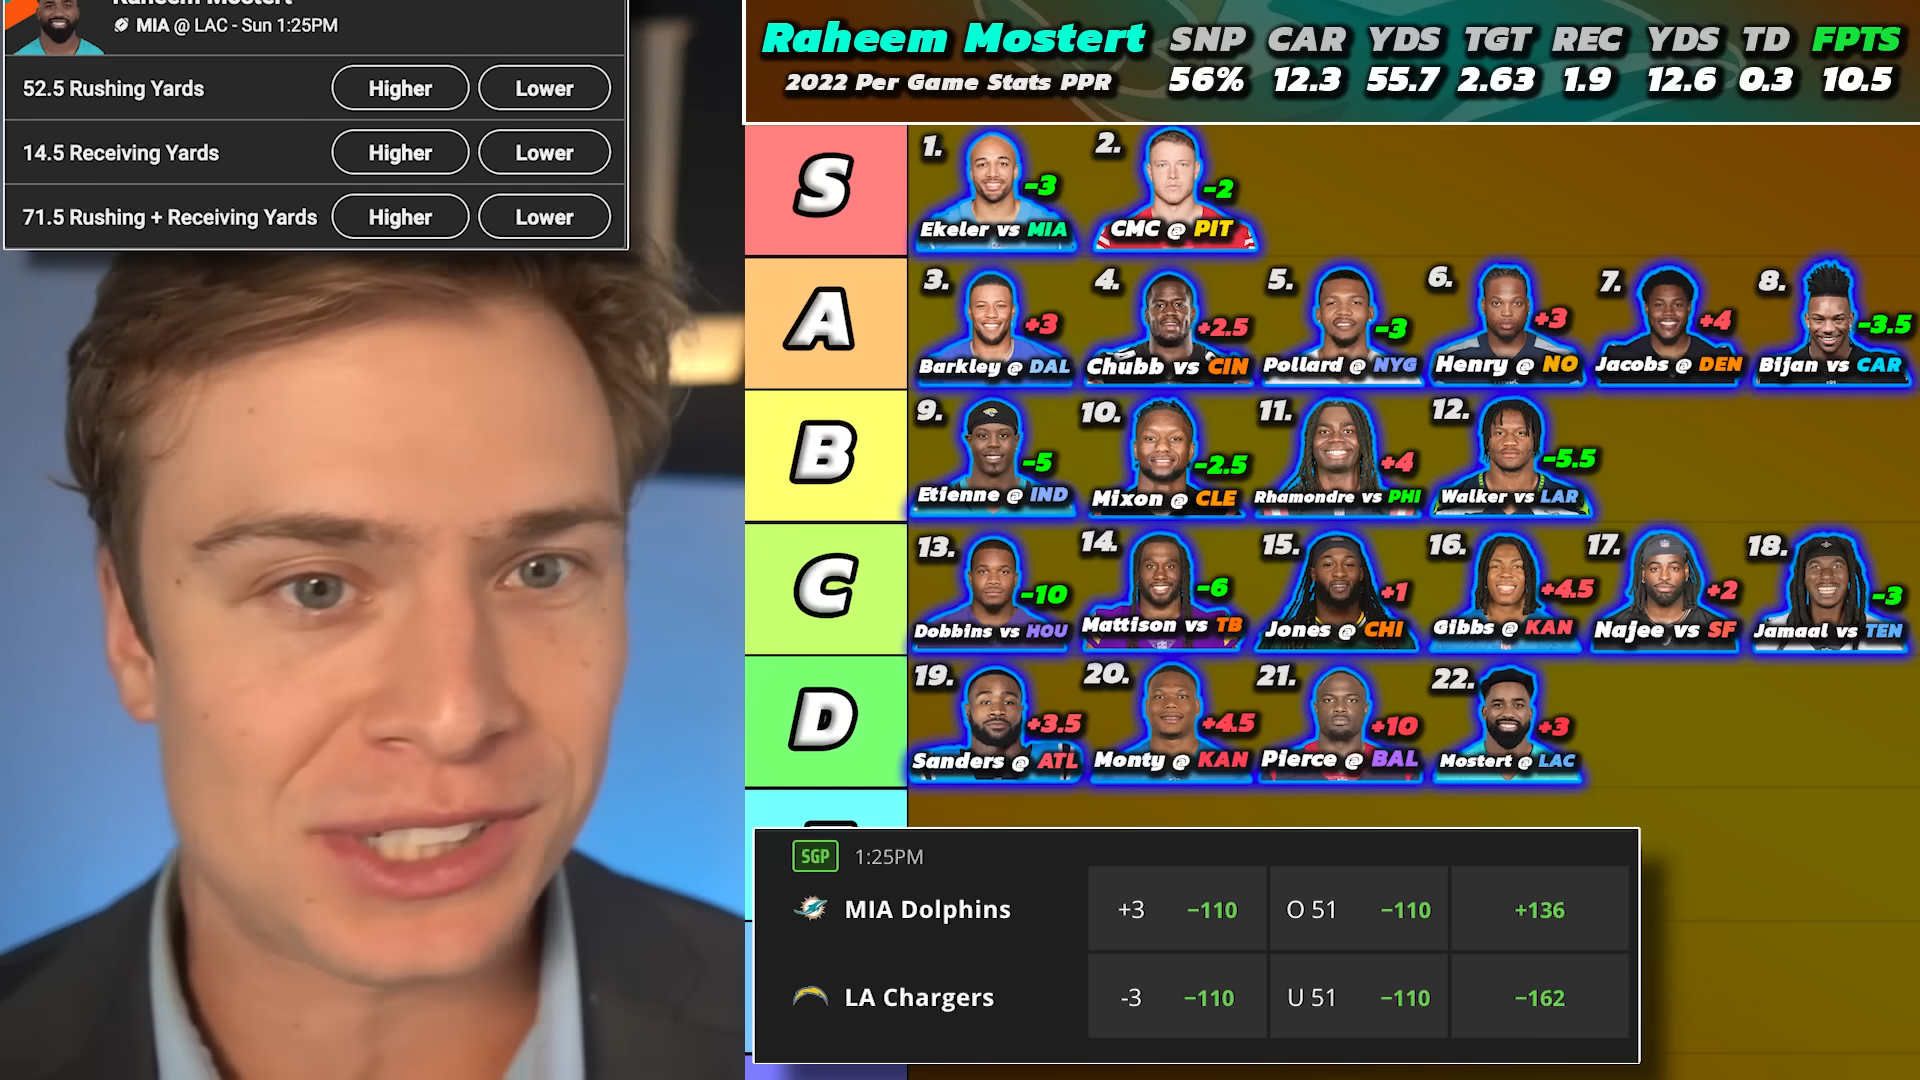 Raheem Mostert
MIA @ LAC - Sun 1:25PM
52.5 Rushing Yards Higher Lower
14.5 Receiving Yards Higher Lower
71.5 Rushing + Receiving Yards Higher Lower
Raheem Mostert SNP CAR YDS TGT REC YDS TD FPTS
2022 Per Game Stats PPR 56% 12.3 55.7 2.63 1.9 12.6 0.3 10.5
S
1. -3 Ekeler vs MIA
2. -2 CMC @ PIT
A
3. +3 Barkley @ DAL
4. +2.5 Chubb vs CIN
5. -3 Pollard @ NYG
6. +3 Henry @ NO
7. +4 Jacobs @ DEN
8. -3.5 Bijan vs CAR
B
9. -5 Etienne @ IND
10. -2.5 Mixon @ CLE
11. +4 Rhamondre vs PHI
12. -5.5 Walker vs LAR
C
13. -10 Dobbins vs HOU
14. -6 Mattison vs TB
15. +1 Jones @ CHI
16. +4.5 Gibbs @ KAN
17. +2 Najee vs SF
18. -3 Jamaal vs TEN
D
19. +3.5 Sanders @ ATL
20. +4.5 Monty @ KAN
21. +10 Pierce @ BAL
22. +3 Mostert @ LAC
SGP 1:25PM
MIA Dolphins +3 −110 O 51 −110 +136
LA Chargers -3 −110 U 51 −110 −162